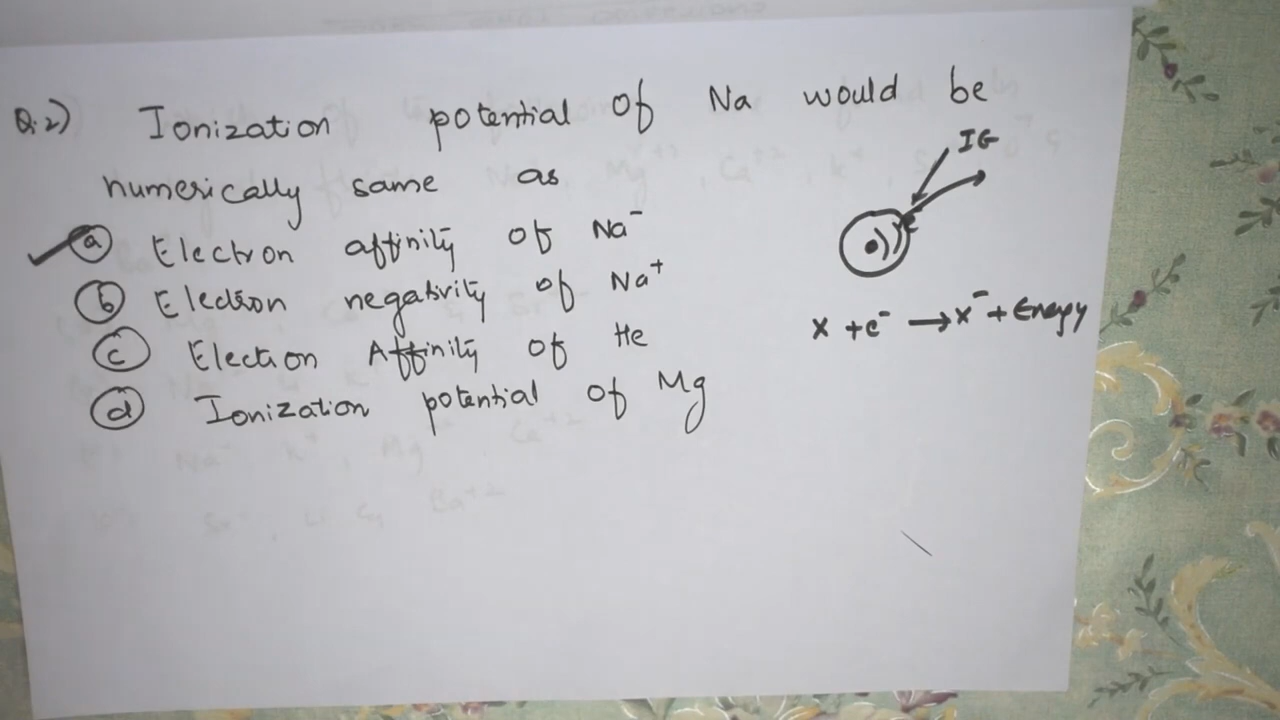 Q.2) Ionization potential of Na would be
numerically same as
a Electron affinity of Na⁻
b Electron negativity of Na⁺
c Election Affinity of He
d Ionization potential of Mg
IG
X + e⁻ → X⁻ + Energy